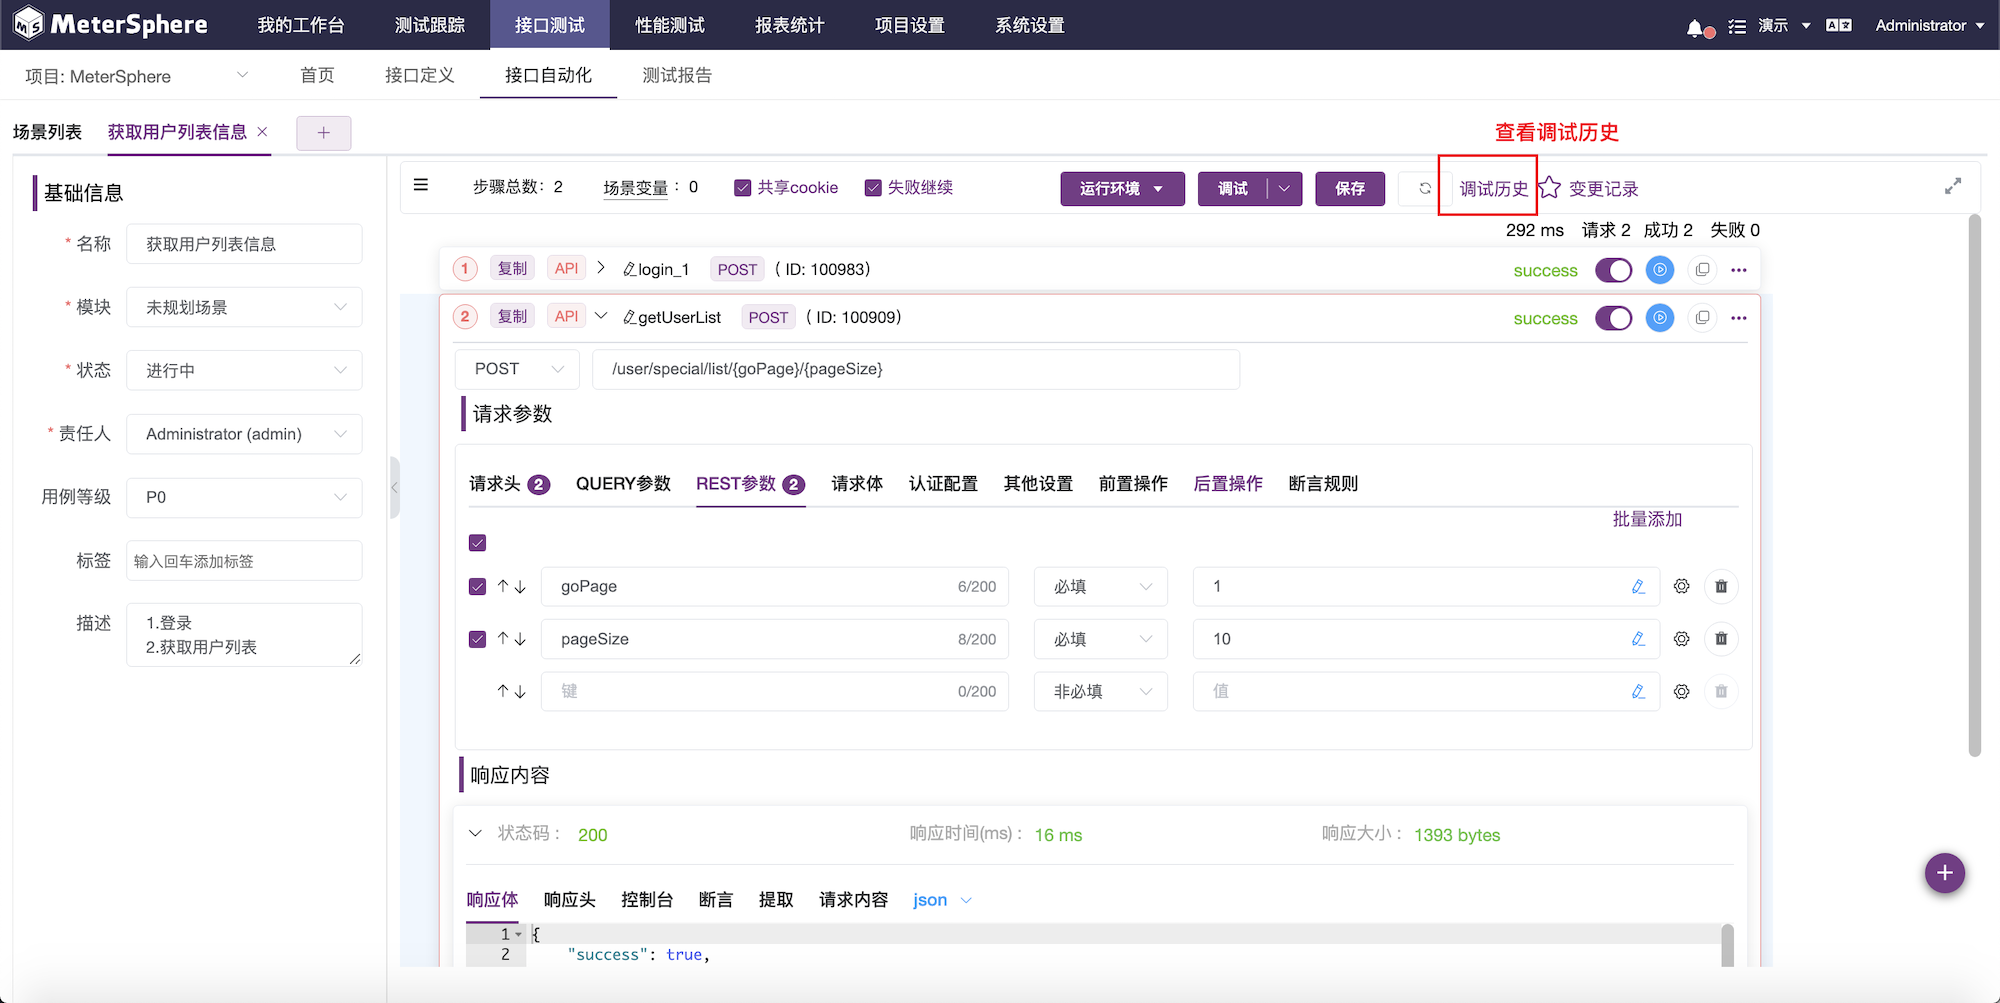 MeterSphere 我的工作台 测试跟踪 接口测试 性能测试 报表统计 项目设置 系统设置 演示 Administrator
项目: MeterSphere 首页 接口定义 接口自动化 测试报告
场景列表 获取用户列表信息 × +
查看调试历史
基础信息
* 名称 获取用户列表信息
* 模块 未规划场景
* 状态 进行中
* 责任人 Administrator (admin)
用例等级 P0
标签 输入回车添加标签
描述 1.登录
2.获取用户列表
步骤总数：2 场景变量：0 共享cookie 失败继续 运行环境 调试 保存 调试历史 变更记录
292 ms 请求 2 成功 2 失败 0
1 复制 API login_1 POST ( ID: 100983) success
2 复制 API getUserList POST ( ID: 100909) success
POST /user/special/list/{goPage}/{pageSize}
请求参数
请求头 2 QUERY参数 REST参数 2 请求体 认证配置 其他设置 前置操作 后置操作 断言规则
批量添加
goPage 6/200 必填 1
pageSize 8/200 必填 10
键 0/200 非必填 值
响应内容
状态码： 200 响应时间(ms)： 16 ms 响应大小： 1393 bytes
响应体 响应头 控制台 断言 提取 请求内容 json
1 {
2 "success": true,